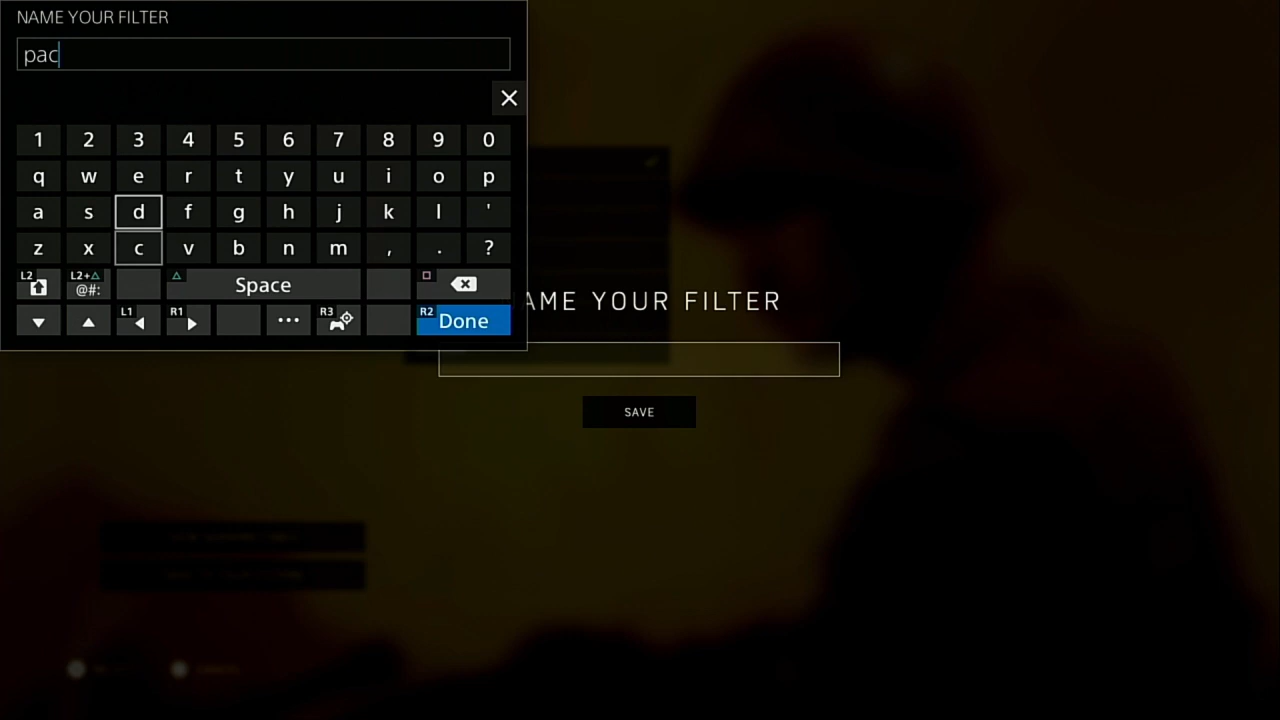 NAME YOUR FILTER
pac
1 2 3 4 5 6 7 8 9 0
q w e r t y u i o p
a s d f g h j k l '
z x c v b n m , . ?
L2 L2+△ @#: △ Space □
L1 R1 ... R3 R2 Done
AME YOUR FILTER
SAVE